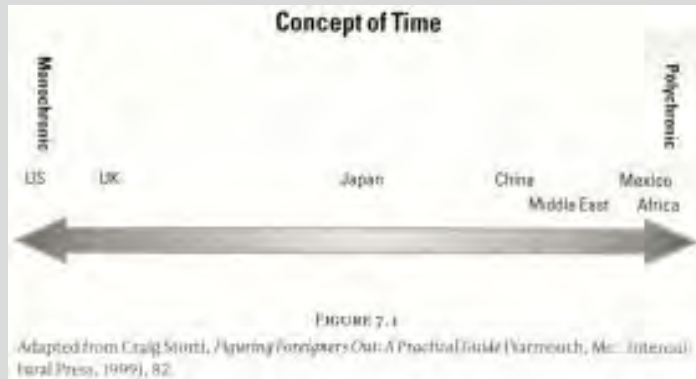 Concept of Time
Monochronic
Polychronic
US UK Japan China Mexico
Middle East Africa
FIGURE 7.1
Adapted from Craig Storti, Figuring Foreigners Out: A Practical Guide (Yarmouth, Me.: Intercul-
tural Press, 1999), 82.